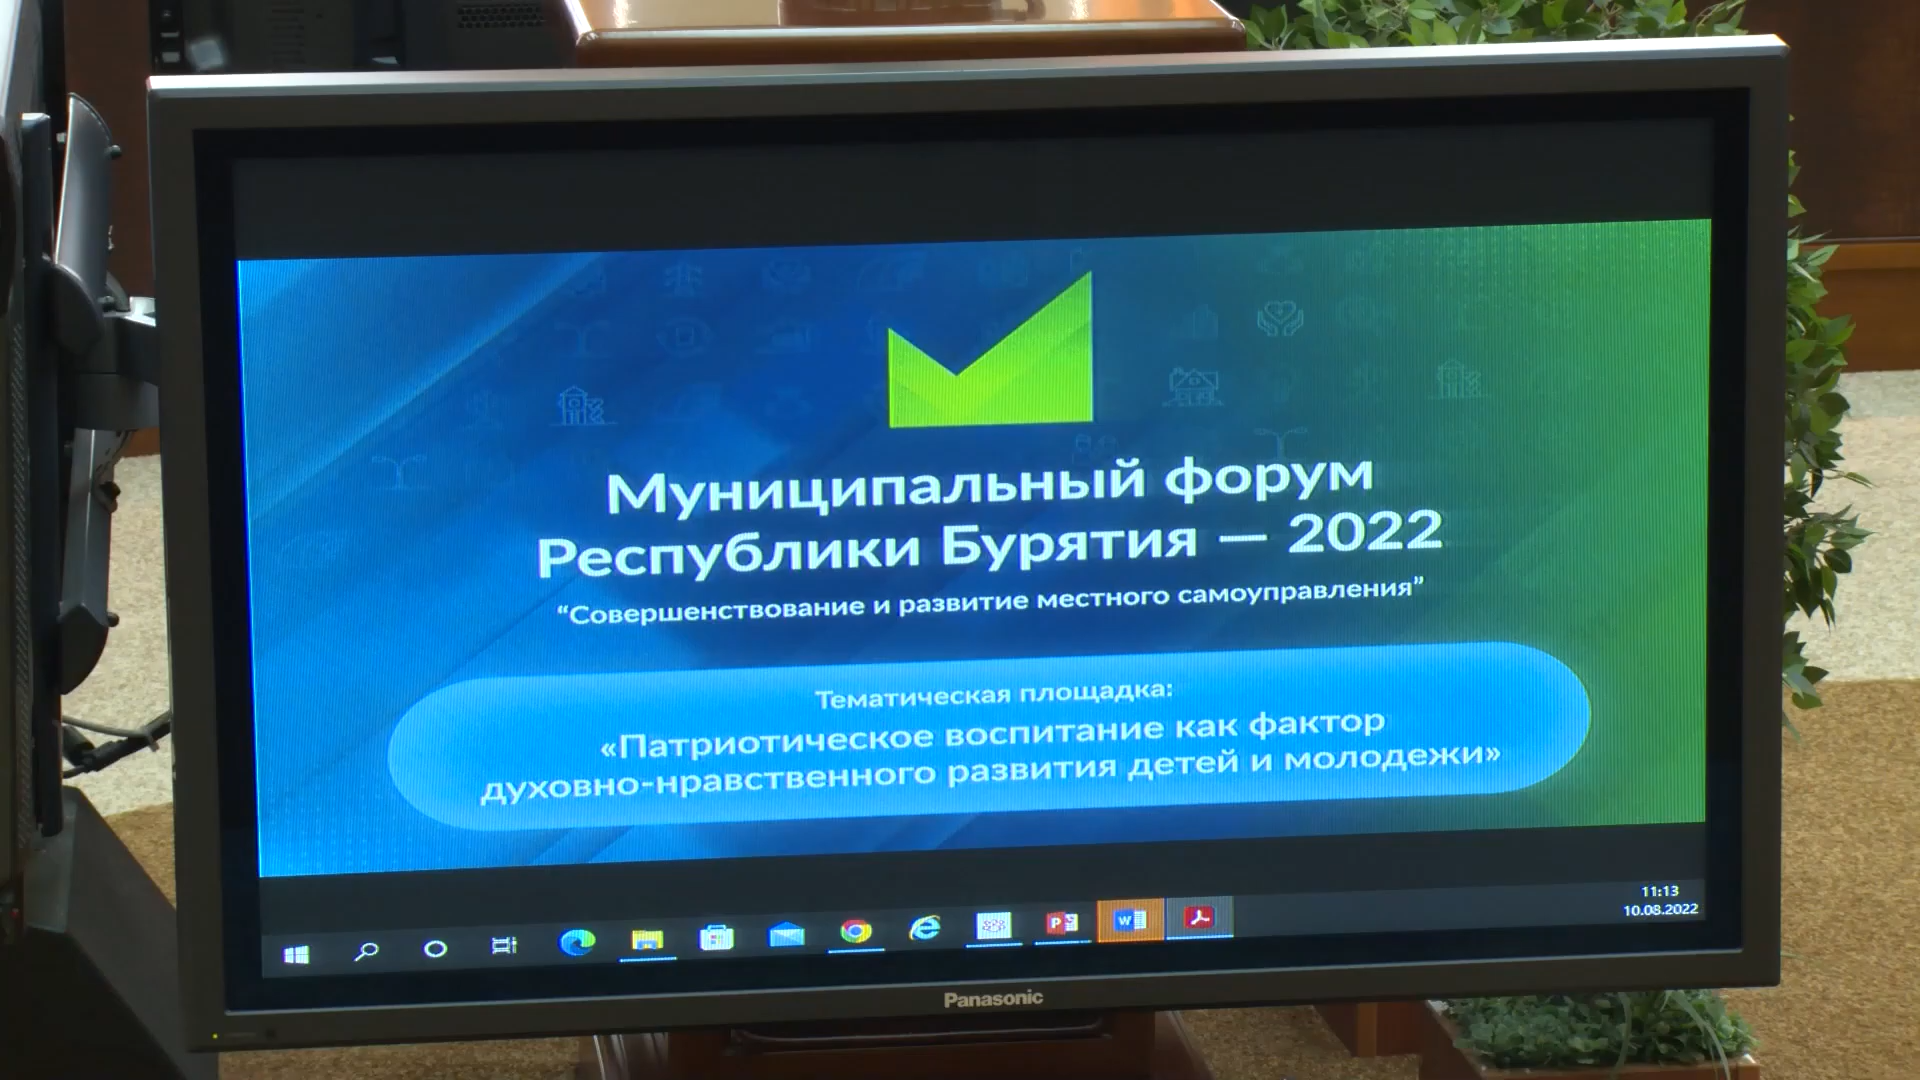 Муниципальный форум
Республики Бурятия — 2022
“Совершенствование и развитие местного самоуправления”
Тематическая площадка:
«Патриотическое воспитание как фактор
духовно-нравственного развития детей и молодежи»
11:13
10.08.2022
Panasonic